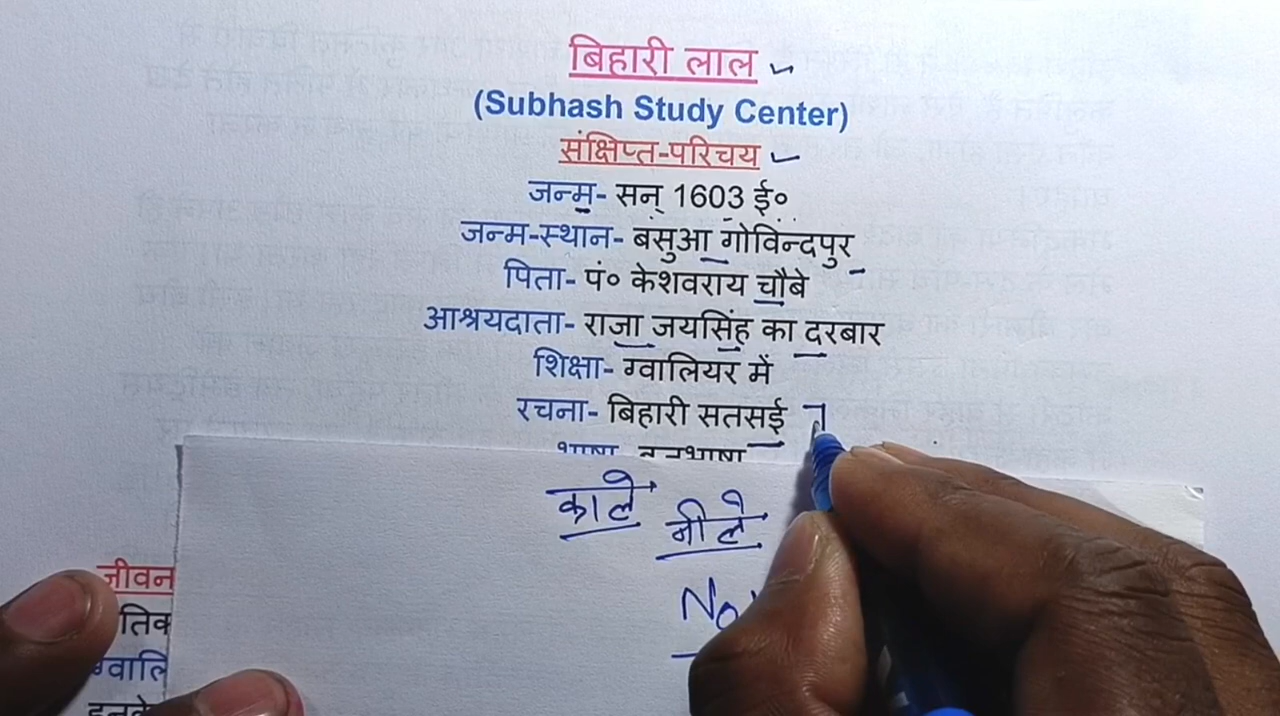 बिहारी लाल
(Subhash Study Center)
संक्षिप्त-परिचय
जन्म- सन् 1603 ई०
जन्म-स्थान- बसुआ गोविन्दपुर
पिता- पं० केशवराय चौबे
आश्रयदाता- राजा जयसिंह का दरबार
शिक्षा- ग्वालियर में
रचना- बिहारी सतसई
काले
नीले
जीवन
तिक
ग्वालि